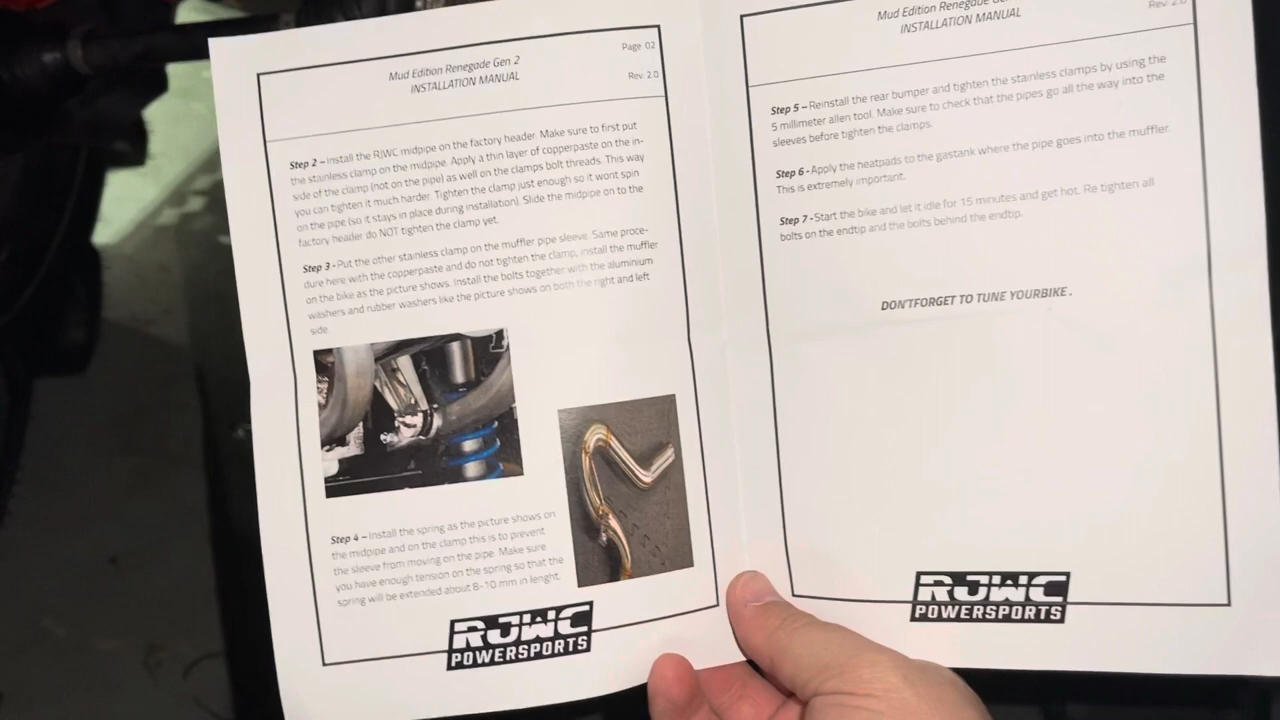 Mud Edition Renegade Gen 2
INSTALLATION MANUAL
Page 02
Rev. 2.0
Step 2 – Install the RJWC midpipe on the factory header. Make sure to first put
the stainless clamp on the midpipe. Apply a thin layer of copperpaste on the in-
side of the clamp (not on the pipe) as well on the clamps bolt threads. This way
you can tighten it much harder. Tighten the clamp just enough so it wont spin
on the pipe (so it stays in place during installation). Slide the midpipe on to the
factory header do NOT tighten the clamp yet.
Step 3 - Put the other stainless clamp on the muffler pipe sleeve. Same proce-
dure here with the copperpaste and do not tighten the clamp, install the muffler
on the bike as the picture shows. Install the bolts together with the aluminium
washers and rubber washers like the picture shows on both the right and left
side.
Step 4 – Install the spring as the picture shows on
the midpipe and on the clamp this is to prevent
the sleeve from moving on the pipe. Make sure
you have enough tension on the spring so that the
spring will be extended about 8-10 mm in lenght.
RJWC
POWERSPORTS
Mud Edition Renegade
INSTALLATION MANUAL
Rev. 2.0
Step 5 – Reinstall the rear bumper and tighten the stainless clamps by using the
5 millimeter allen tool. Make sure to check that the pipes go all the way into the
sleeves before tighten the clamps.
Step 6 - Apply the heatpads to the gastank where the pipe goes into the muffler.
This is extremely important.
Step 7 - Start the bike and let it idle for 15 minutes and get hot. Re tighten all
bolts on the endtip and the bolts behind the endtip.
DON'TFORGET TO TUNE YOURBIKE .
RJWC
POWERSPORTS